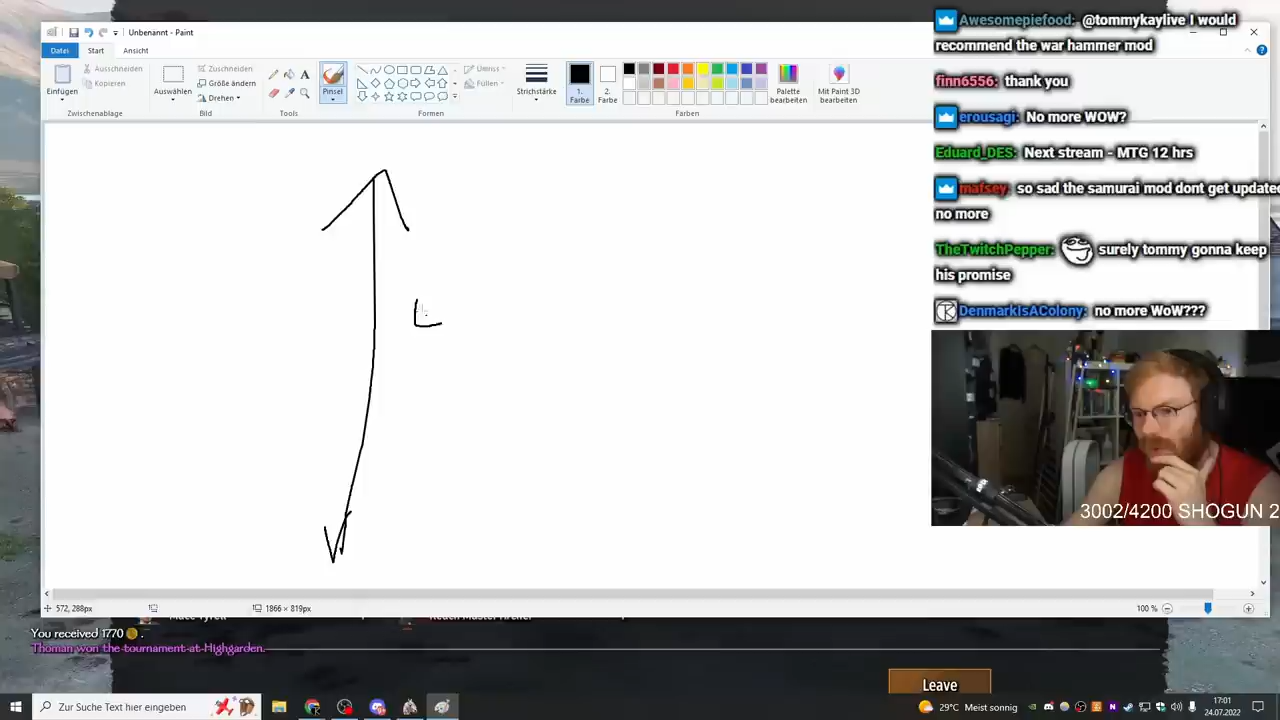 Unbenannt - Paint
Datei Start Ansicht
Einfügen
Ausschneiden
Kopieren
Zwischenablage
Auswählen
Zuschneiden
Größe ändern
Drehen
Bild
A
Tools
Pinsel
Formen
Umriss
Füllen
Strichstärke
1.
Farbe
2.
Farbe
Palette
bearbeiten
Mit Paint 3D
bearbeiten
Farben
L
Awesomepiefood: @tommykaylive I would
recommend the war hammer mod
finn6556: thank you
erousagi: No more WOW?
Eduard_DES: Next stream - MTG 12 hrs
mafsey: so sad the samurai mod dont get updated
no more
TheTwitchPepper: surely tommy gonna keep
his promise
DenmarkIsAColony: no more WoW???
3002/4200 SHOGUN 2
572, 288px
1866 × 819px
100 %
You received 1770 .
Thoman won the tournament at Highgarden.
Leave
Zur Suche Text hier eingeben
29°C Meist sonnig
17:01
24.07.2022